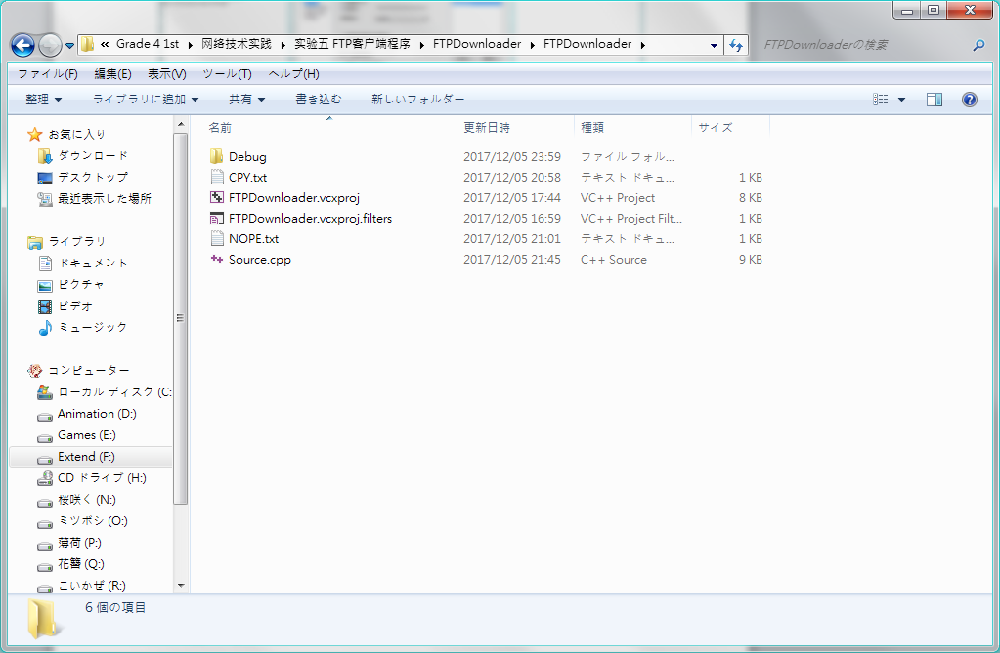 « Grade 4 1st ▸ 网络技术实践 ▸ 实验五 FTP客户端程序 ▸ FTPDownloader ▸ FTPDownloader ▸
FTPDownloaderの検索
ファイル(F) 編集(E) 表示(V) ツール(T) ヘルプ(H)
整理 ライブラリに追加 共有 書き込む 新しいフォルダー
お気に入り
ダウンロード
デスクトップ
最近表示した場所
ライブラリ
ドキュメント
ピクチャ
ビデオ
ミュージック
コンピューター
ローカル ディスク (C:
Animation (D:)
Games (E:)
Extend (F:)
CD ドライブ (H:)
桜咲く (N:)
ミツボシ (O:)
薄荷 (P:)
花簪 (Q:)
こいかぜ (R:)
名前 更新日時 種類 サイズ
Debug 2017/12/05 23:59 ファイル フォル...
CPY.txt 2017/12/05 20:58 テキスト ドキュ... 1 KB
FTPDownloader.vcxproj 2017/12/05 17:44 VC++ Project 8 KB
FTPDownloader.vcxproj.filters 2017/12/05 16:59 VC++ Project Filt... 1 KB
NOPE.txt 2017/12/05 21:01 テキスト ドキュ... 1 KB
Source.cpp 2017/12/05 21:45 C++ Source 9 KB
6 個の項目